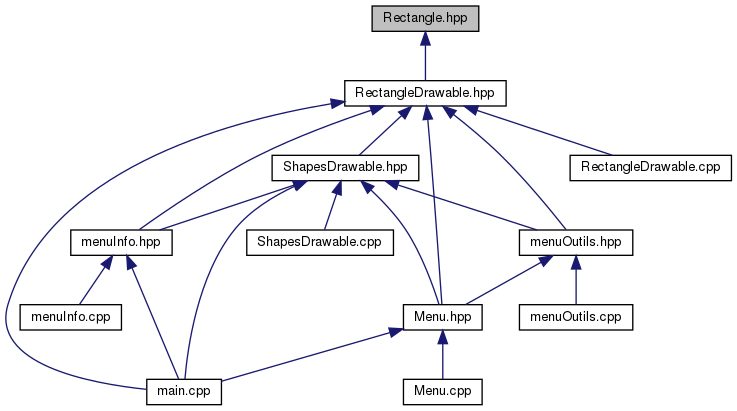 Rectangle.hpp
RectangleDrawable.hpp
ShapesDrawable.hpp
RectangleDrawable.cpp
menuInfo.hpp
ShapesDrawable.cpp
menuOutils.hpp
menuInfo.cpp
Menu.hpp
menuOutils.cpp
main.cpp
Menu.cpp